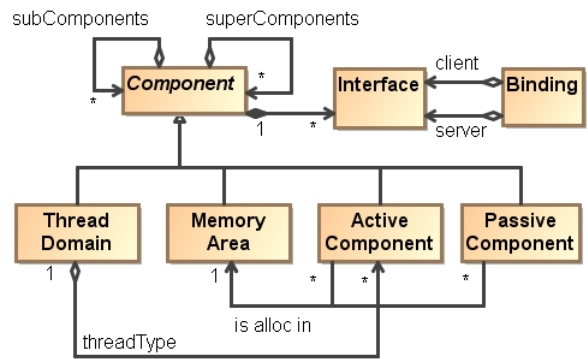 subComponents
superComponents
Component
*
*
1
*
Interface
client
server
Binding
Thread
Domain
Memory
Area
Active
Component
Passive
Component
1
1
*
*
*
is alloc in
threadType